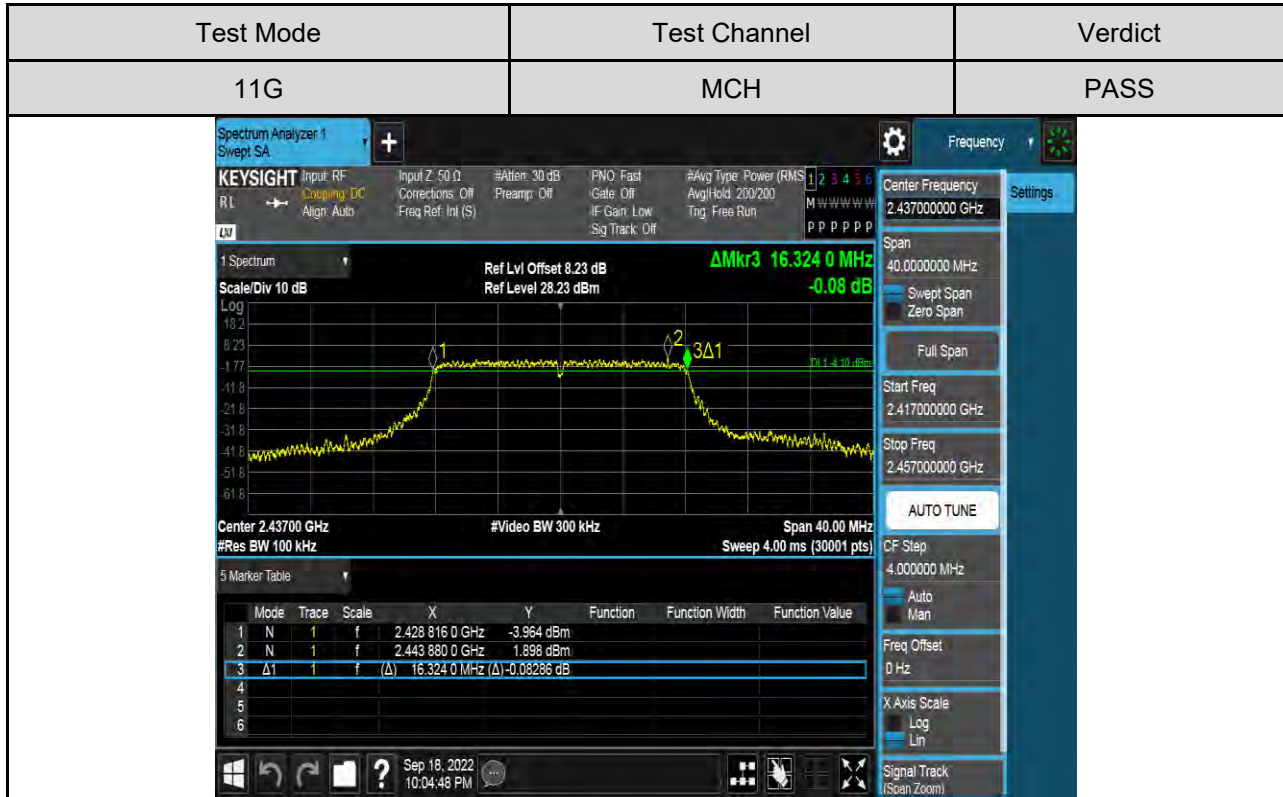 Test Mode Test Channel Verdict
11G MCH PASS
Spectrum Analyzer 1
Swept SA
+
Frequency
KEYSIGHT Input: RF Input Z: 50 Ω #Atten: 30 dB PNO: Fast #Avg Type: Power (RMS 1 2 3 4 5 6
RL Coupling: DC Corrections: Off Preamp: Off Gate: Off Avg|Hold: 200/200 M W W W W W
Align: Auto Freq Ref: Int (S) IF Gain: Low Trig: Free Run
Sig Track: Off P P P P P P
LXI
1 Spectrum
Ref Lvl Offset 8.23 dB ΔMkr3 16.324 0 MHz
Scale/Div 10 dB Ref Level 28.23 dBm -0.08 dB
Log
18.2
8.23
-1.77
-11.8
-21.8
-31.8
-41.8
-51.8
-61.8
1
2
3Δ1
DL1 -4.10 dBm
Center 2.43700 GHz #Video BW 300 kHz Span 40.00 MHz
#Res BW 100 kHz Sweep 4.00 ms (30001 pts)
5 Marker Table
Mode Trace Scale X Y Function Function Width Function Value
1 N 1 f 2.428 816 0 GHz -3.964 dBm
2 N 1 f 2.443 880 0 GHz 1.898 dBm
3 Δ1 1 f (Δ) 16.324 0 MHz (Δ) -0.08286 dB
4
5
6
Sep 18, 2022
10:04:48 PM
?
Center Frequency
2.437000000 GHz
Settings
Span
40.0000000 MHz
Swept Span
Zero Span
Full Span
Start Freq
2.417000000 GHz
Stop Freq
2.457000000 GHz
AUTO TUNE
CF Step
4.000000 MHz
Auto
Man
Freq Offset
0 Hz
X Axis Scale
Log
Lin
Signal Track
(Span Zoom)